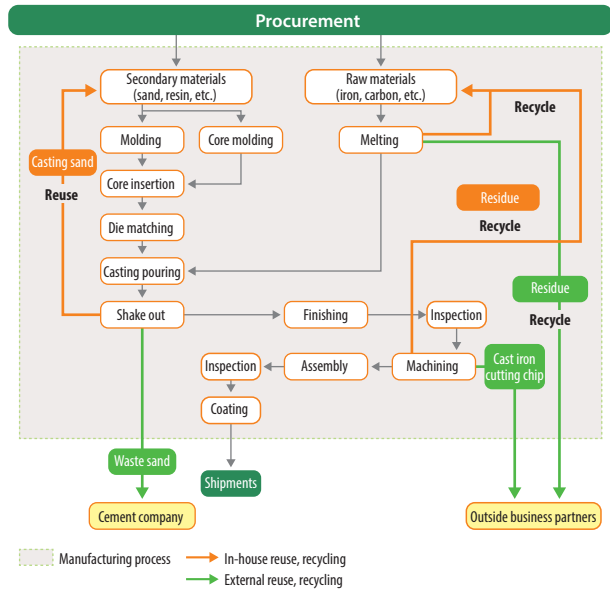 Procurement
Secondary materials
(sand, resin, etc.)
Raw materials
(iron, carbon, etc.)
Recycle
Molding
Core molding
Melting
Casting sand
Reuse
Core insertion
Residue
Recycle
Die matching
Casting pouring
Residue
Recycle
Shake out
Finishing
Inspection
Inspection
Assembly
Machining
Cast iron
cutting chip
Coating
Waste sand
Shipments
Cement company
Outside business partners
Manufacturing process
In-house reuse, recycling
External reuse, recycling